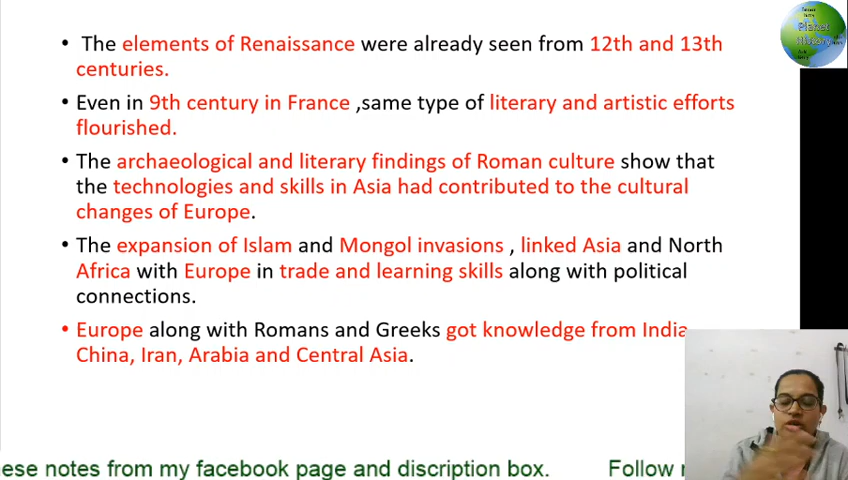 • The elements of Renaissance were already seen from 12th and 13th
centuries.
• Even in 9th century in France ,same type of literary and artistic efforts
flourished.
• The archaeological and literary findings of Roman culture show that
the technologies and skills in Asia had contributed to the cultural
changes of Europe.
• The expansion of Islam and Mongol invasions , linked Asia and North
Africa with Europe in trade and learning skills along with political
connections.
• Europe along with Romans and Greeks got knowledge from India
China, Iran, Arabia and Central Asia.
Planet
History
ese notes from my facebook page and discription box. Follow